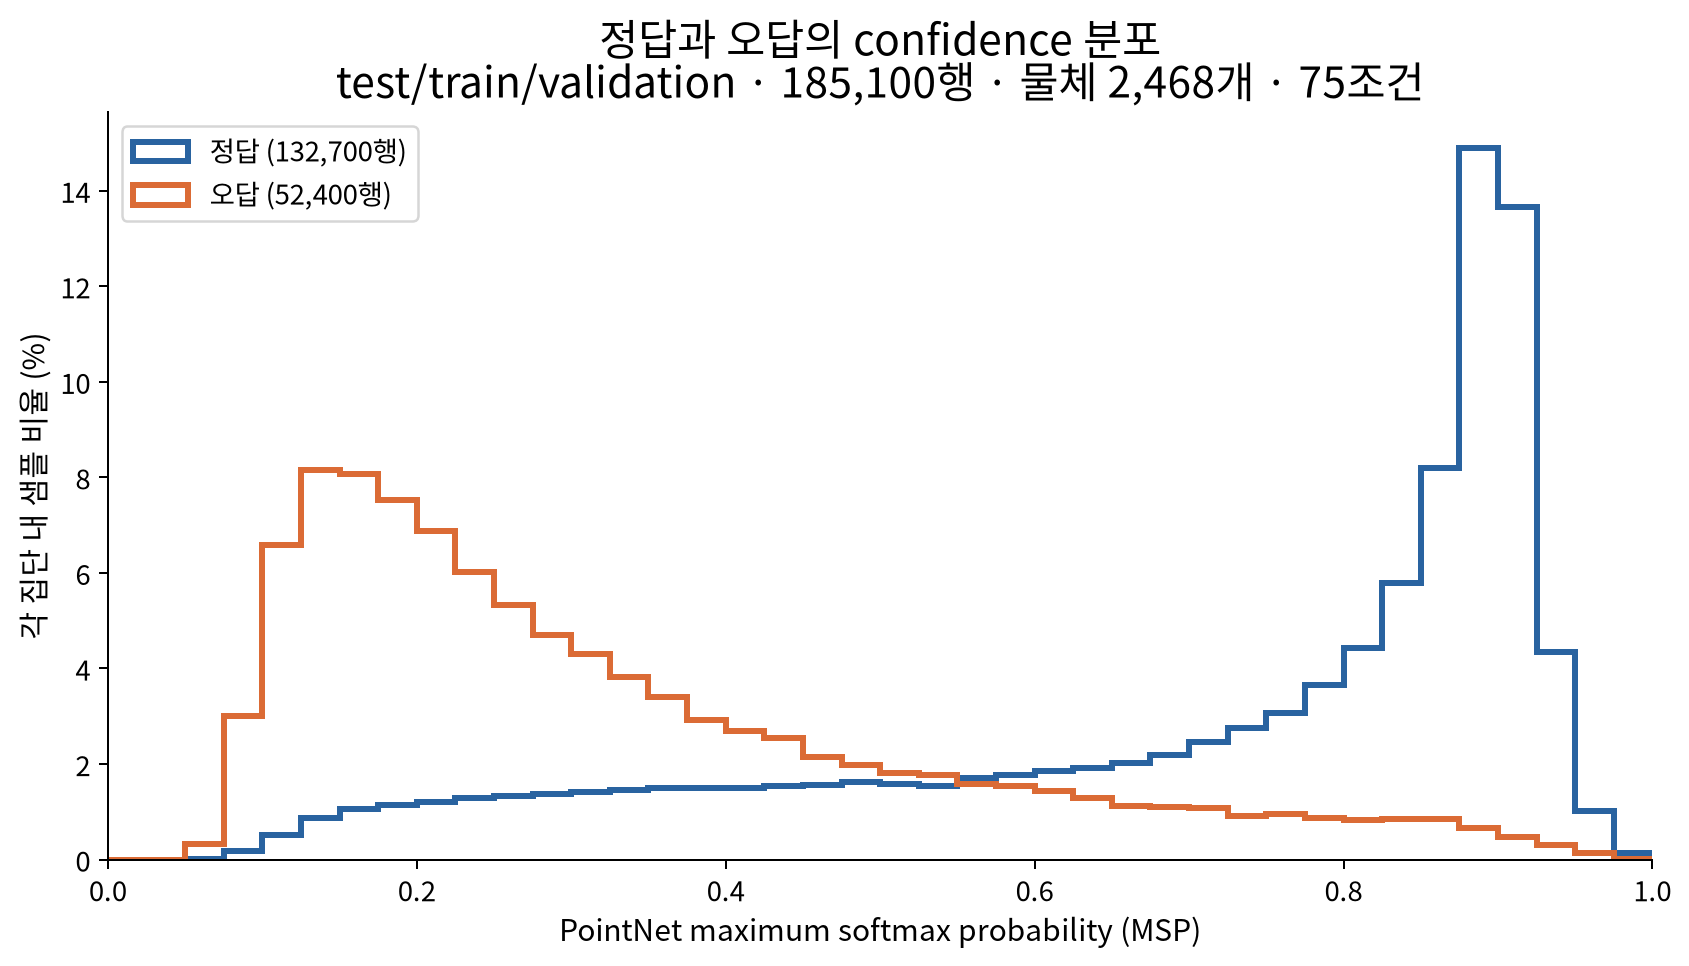 정답과 오답의 confidence 분포
test/train/validation · 185,100행 · 물체 2,468개 · 75조건
정답 (132,700행)
오답 (52,400행)
각 집단 내 샘플 비율 (%)
14
12
10
8
6
4
2
0
0.0 0.2 0.4 0.6 0.8 1.0
PointNet maximum softmax probability (MSP)